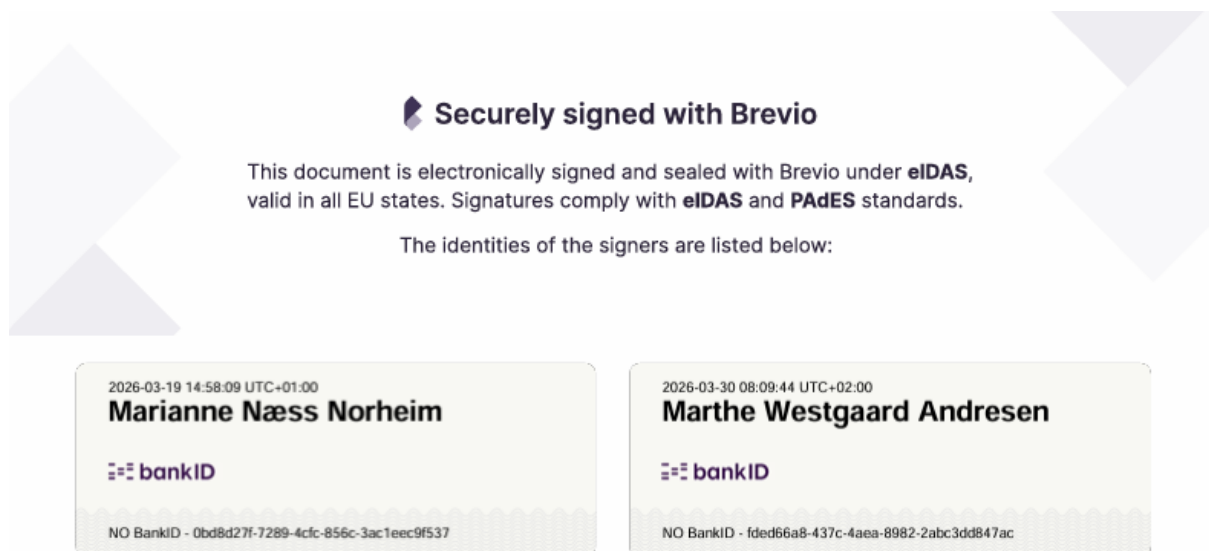 Securely signed with Brevio
This document is electronically signed and sealed with Brevio under eIDAS,
valid in all EU states. Signatures comply with eIDAS and PAdES standards.
The identities of the signers are listed below:
2026-03-19 14:58:09 UTC+01:00
Marianne Næss Norheim
bankID
NO BankID - 0bd8d27f-7289-4cfc-856c-3ac1eec9f537
2026-03-30 08:09:44 UTC+02:00
Marthe Westgaard Andresen
bankID
NO BankID - fded66a8-437c-4aea-8982-2abc3dd847ac